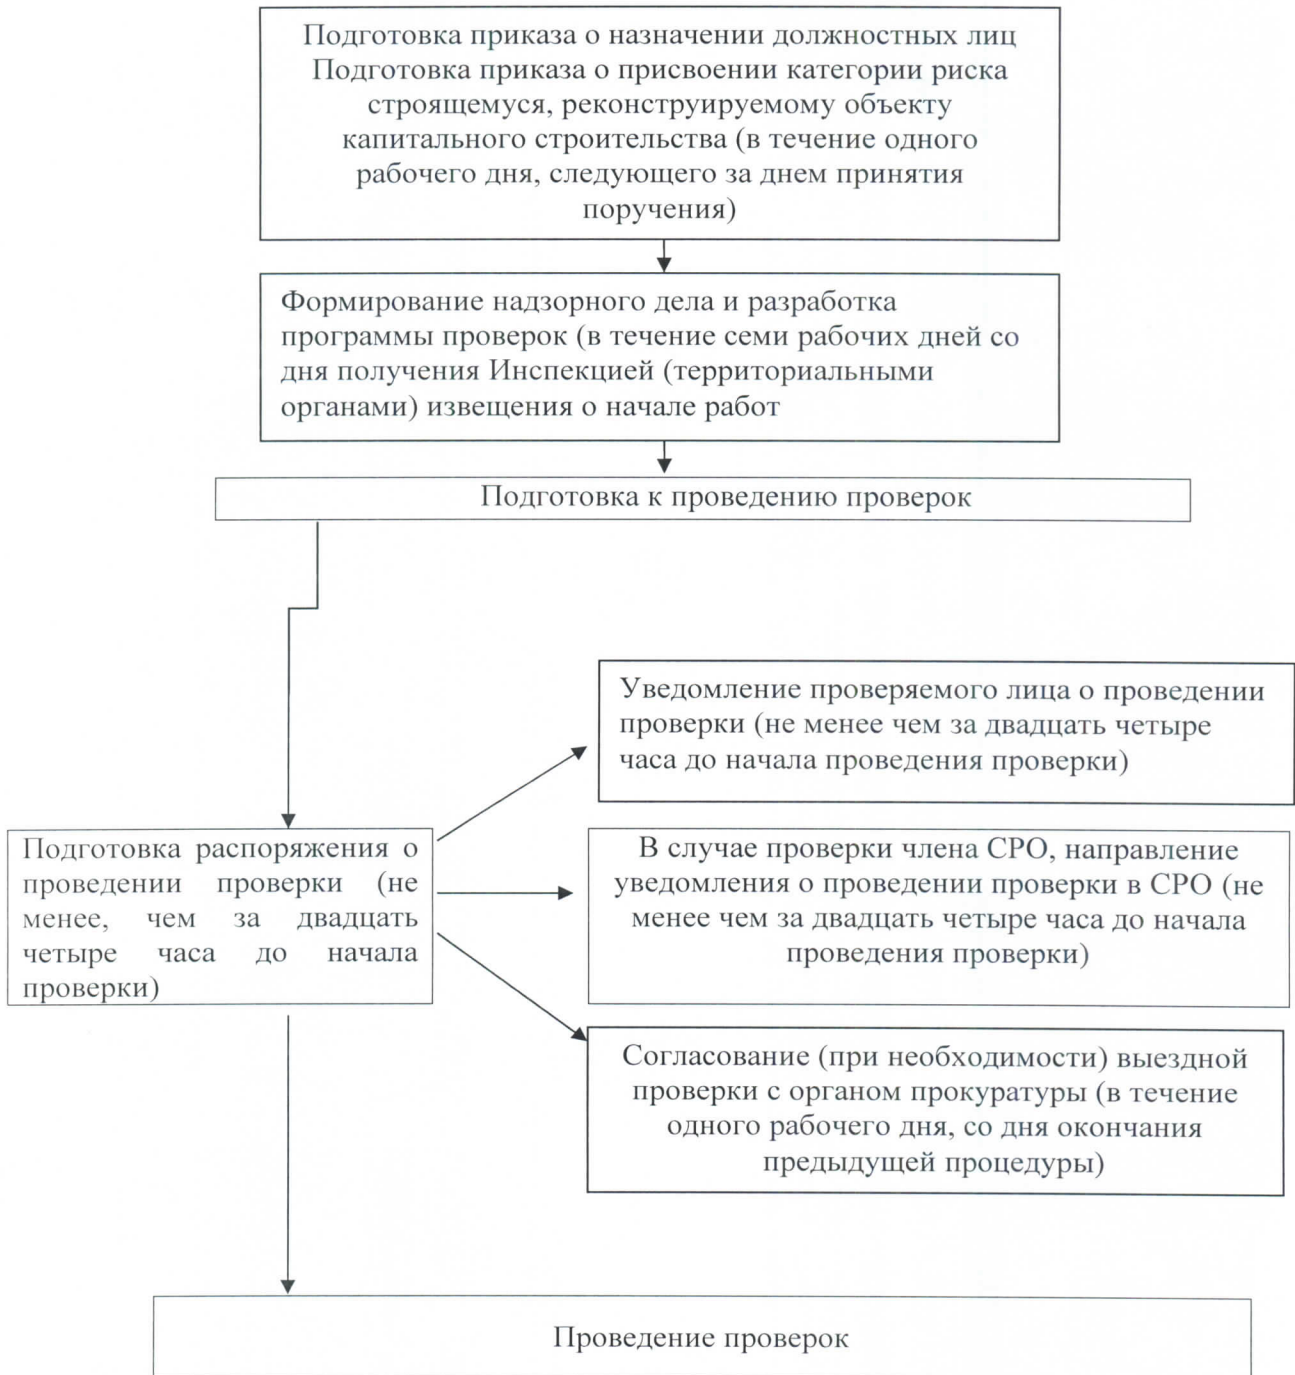 Подготовка приказа о назначении должностных лиц
Подготовка приказа о присвоении категории риска
строящемуся, реконструируемому объекту
капитального строительства (в течение одного
рабочего дня, следующего за днем принятия
поручения)
Формирование надзорного дела и разработка
программы проверок (в течение семи рабочих дней со
дня получения Инспекцией (территориальными
органами) извещения о начале работ
Подготовка к проведению проверок
Уведомление проверяемого лица о проведении
проверки (не менее чем за двадцать четыре
часа до начала проведения проверки)
Подготовка распоряжения о
проведении проверки (не
менее, чем за двадцать
четыре часа до начала
проверки)
В случае проверки члена СРО, направление
уведомления о проведении проверки в СРО (не
менее чем за двадцать четыре часа до начала
проведения проверки)
Согласование (при необходимости) выездной
проверки с органом прокуратуры (в течение
одного рабочего дня, со дня окончания
предыдущей процедуры)
Проведение проверок